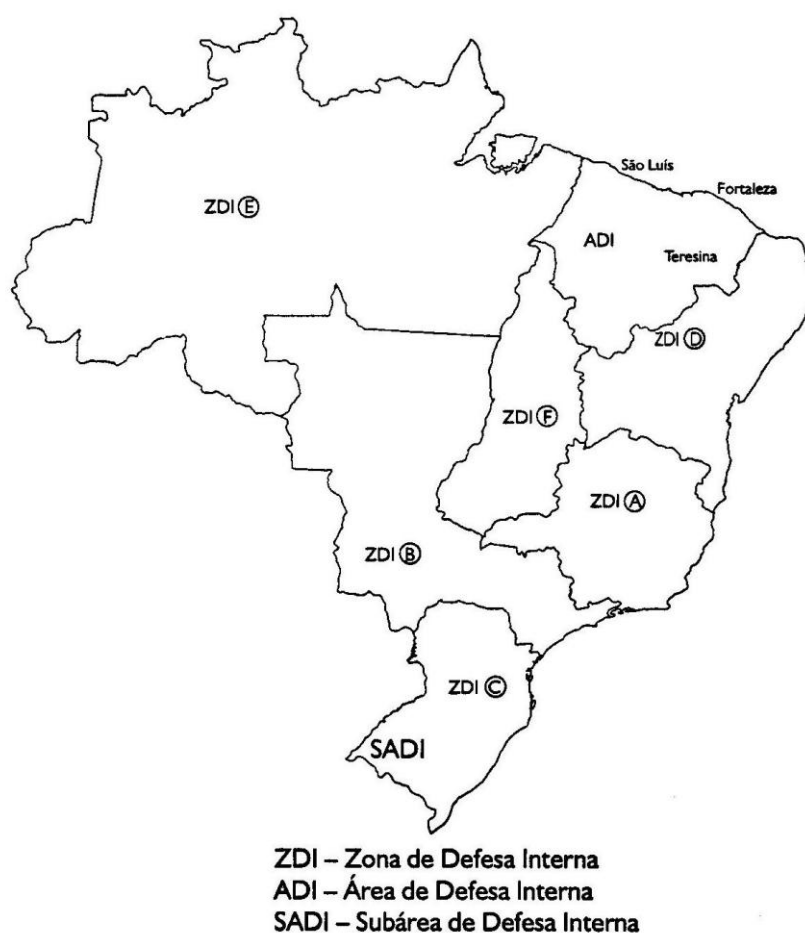 São Luís
Fortaleza
ZDI Ⓔ
ADI
Teresina
ZDI Ⓓ
ZDI Ⓕ
ZDI Ⓐ
ZDI Ⓑ
ZDI Ⓒ
SADI
ZDI – Zona de Defesa Interna
ADI – Área de Defesa Interna
SADI – Subárea de Defesa Interna